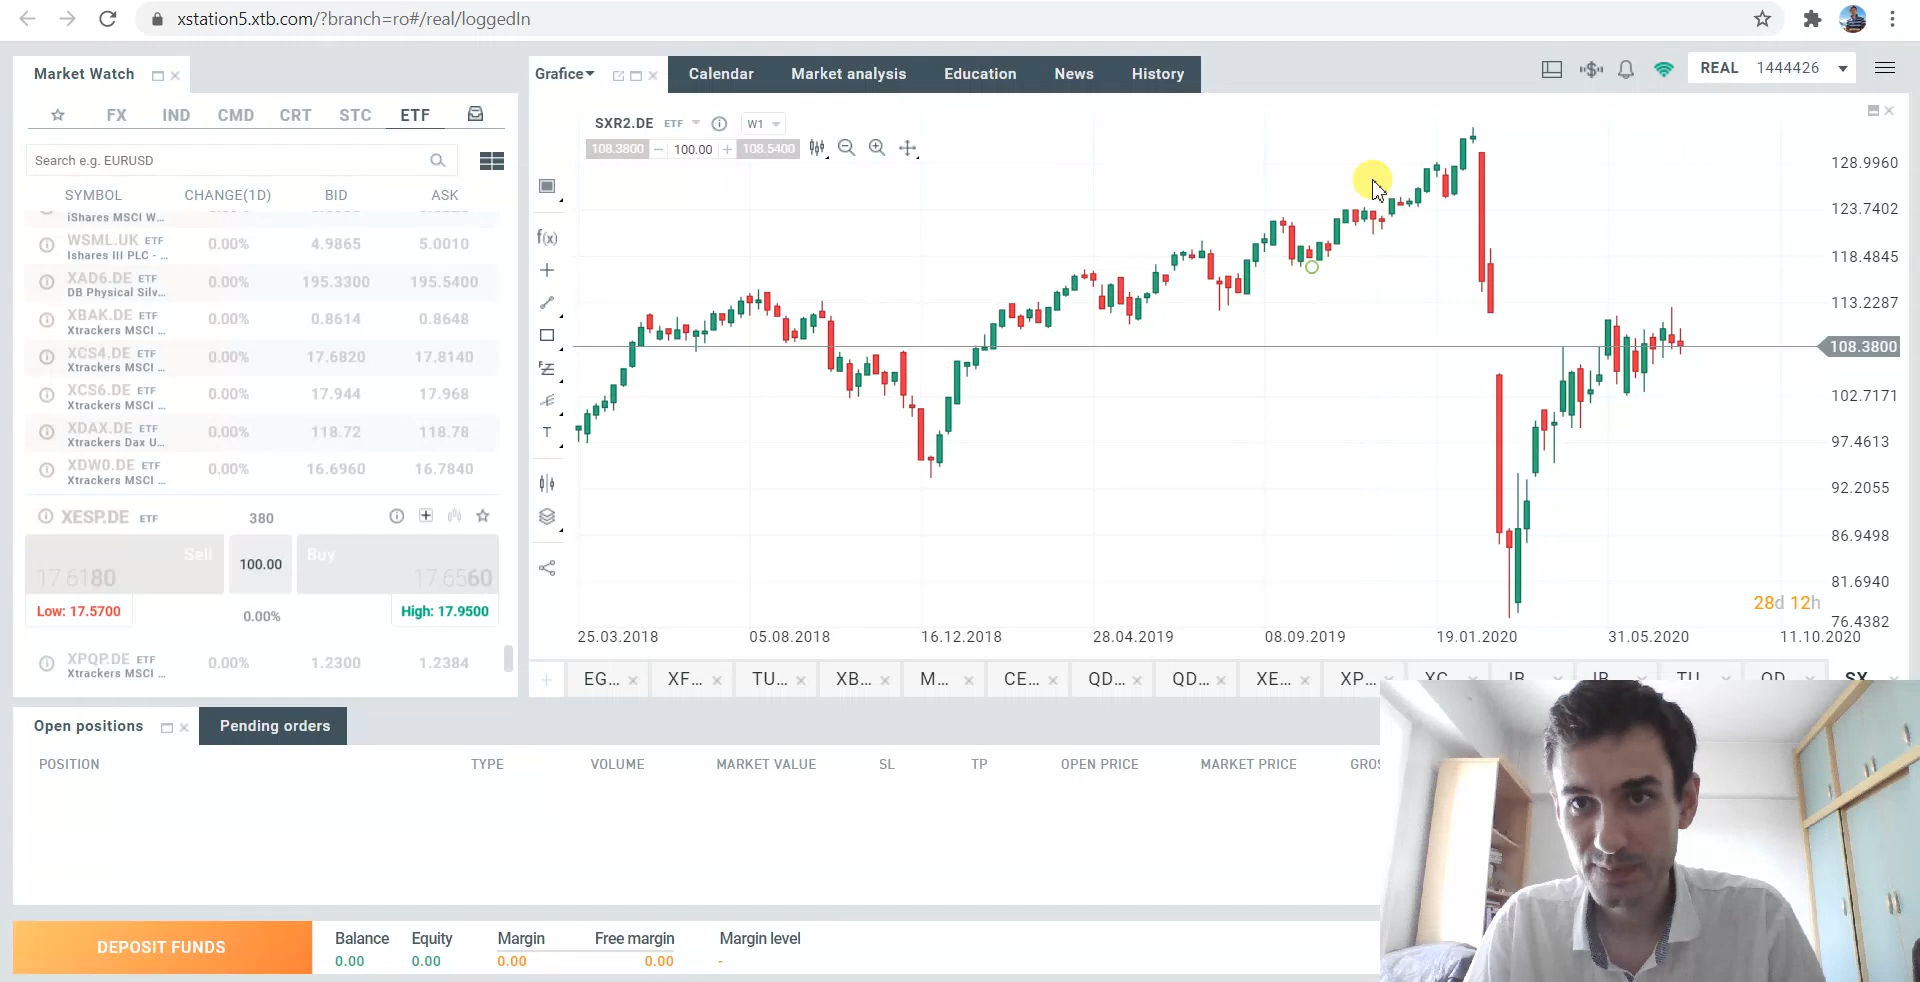 xstation5.xtb.com/?branch=ro#/real/loggedIn
Market Watch
Grafice
Calendar
Market analysis
Education
News
History
REAL 1444426
FX IND CMD CRT STC ETF
Search e.g. EURUSD
SYMBOL CHANGE(1D) BID ASK
iShares MSCI W...
WSML.UK ETF 0.00% 4.9865 5.0010
Ishares III PLC - ...
XAD6.DE ETF 0.00% 195.3300 195.5400
DB Physical Silv...
XBAK.DE ETF 0.00% 0.8614 0.8648
Xtrackers MSCI ...
XCS4.DE ETF 0.00% 17.6820 17.8140
Xtrackers MSCI ...
XCS6.DE ETF 0.00% 17.944 17.968
Xtrackers MSCI ...
XDAX.DE ETF 0.00% 118.72 118.78
Xtrackers Dax U...
XDW0.DE ETF 0.00% 16.6960 16.7840
Xtrackers MSCI ...
XESP.DE ETF 380
Sell 100.00 Buy
17.6180 17.6560
Low: 17.5700 0.00% High: 17.9500
XPQP.DE ETF 0.00% 1.2300 1.2384
Xtrackers MSCI ...
SXR2.DE ETF W1
108.3800 − 100.00 + 108.5400
f(x)
T
128.9960
123.7402
118.4845
113.2287
108.3800
102.7171
97.4613
92.2055
86.9498
81.6940
76.4382
28d 12h
25.03.2018 05.08.2018 16.12.2018 28.04.2019 08.09.2019 19.01.2020 31.05.2020 11.10.2020
EG... XF... TU... XB... M... CE... QD... QD... XE... XP... XC IB IB TU QD SX
Open positions
Pending orders
POSITION TYPE VOLUME MARKET VALUE SL TP OPEN PRICE MARKET PRICE GROS
DEPOSIT FUNDS
Balance Equity Margin Free margin Margin level
0.00 0.00 0.00 0.00 -